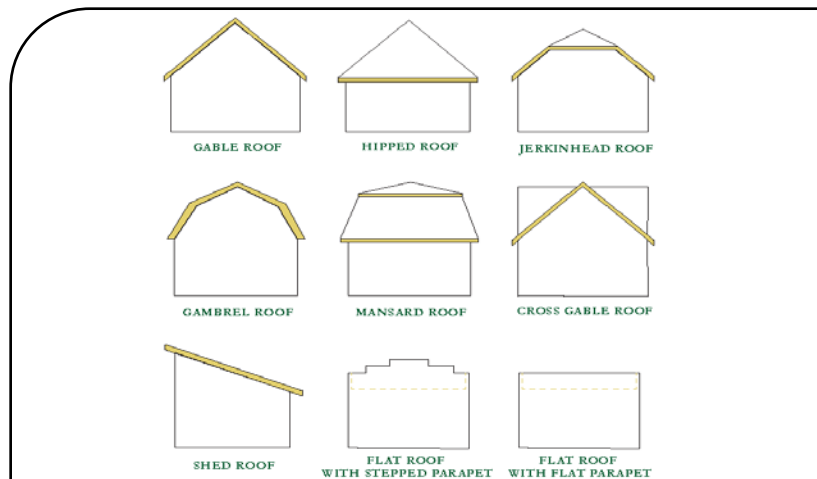 GABLE ROOF
HIPPED ROOF
JERKINHEAD ROOF
GAMBREL ROOF
MANSARD ROOF
CROSS GABLE ROOF
SHED ROOF
FLAT ROOF
WITH STEPPED PARAPET
FLAT ROOF
WITH FLAT PARAPET